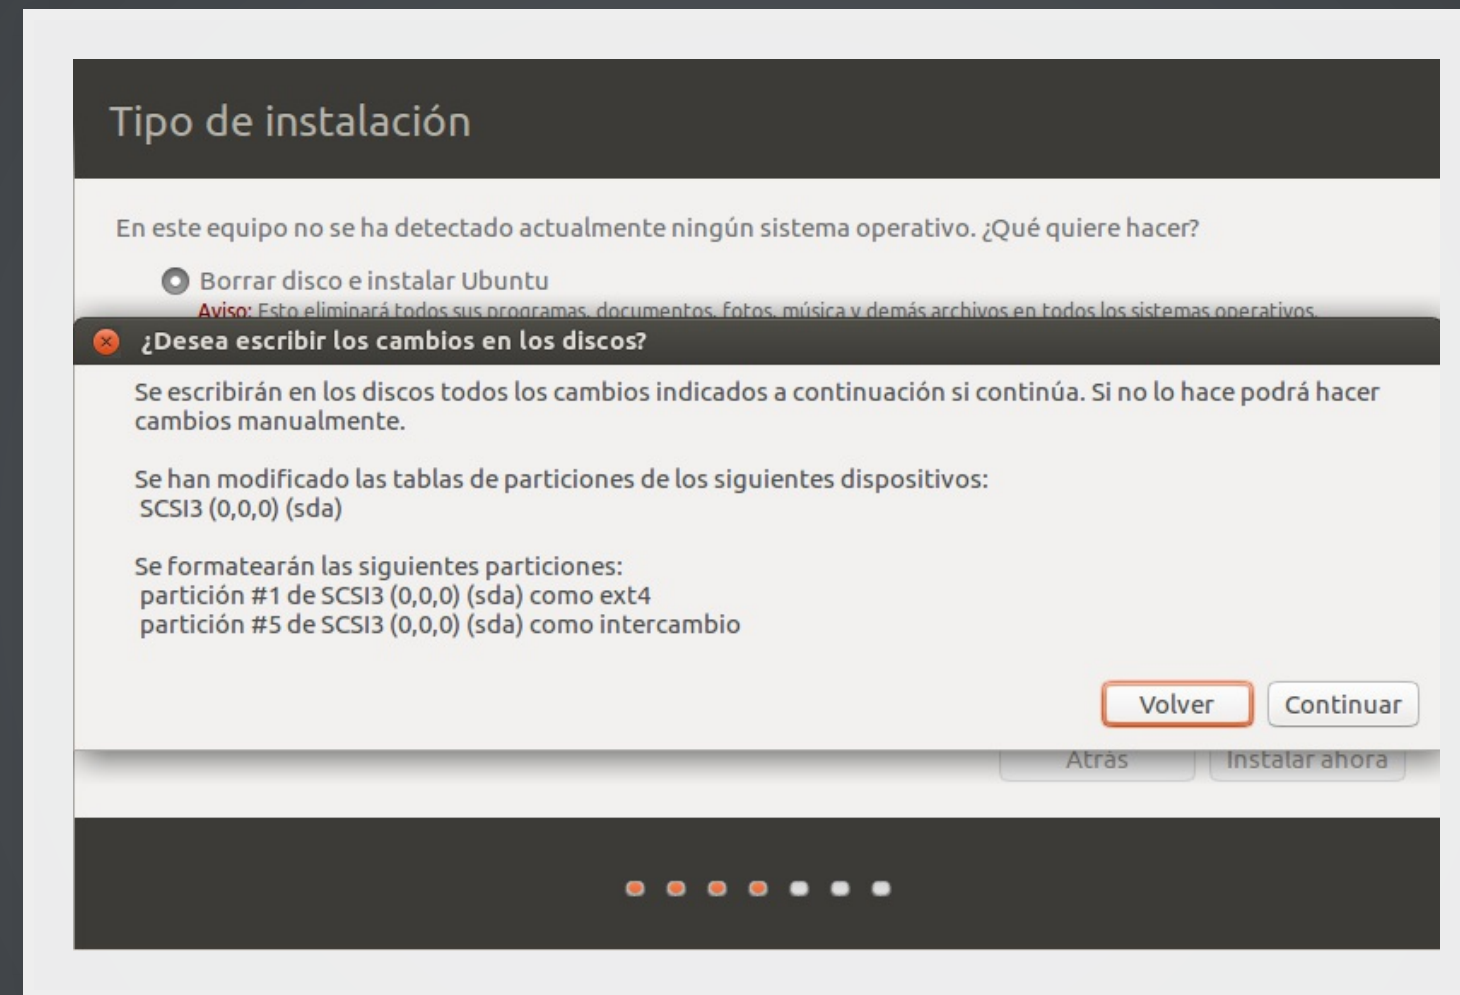 Tipo de instalación
En este equipo no se ha detectado actualmente ningún sistema operativo. ¿Qué quiere hacer?
Borrar disco e instalar Ubuntu
Aviso: Esto eliminará todos sus programas, documentos, fotos, música y demás archivos en todos los sistemas operativos.
¿Desea escribir los cambios en los discos?
Se escribirán en los discos todos los cambios indicados a continuación si continúa. Si no lo hace podrá hacer
cambios manualmente.
Se han modificado las tablas de particiones de los siguientes dispositivos:
SCSI3 (0,0,0) (sda)
Se formatearán las siguientes particiones:
partición #1 de SCSI3 (0,0,0) (sda) como ext4
partición #5 de SCSI3 (0,0,0) (sda) como intercambio
Volver Continuar
Atrás Instalar ahora